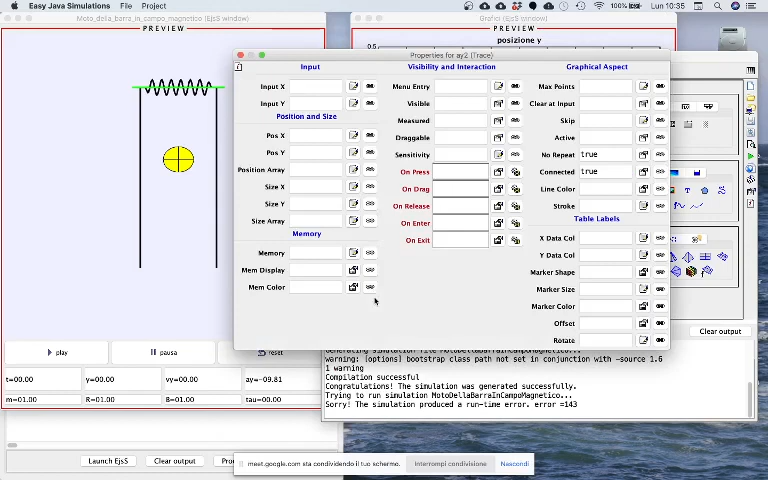 Easy Java Simulations File Project
100% Lun 10:35
Moto_della_barra_in_campo_magnetico (EjsS window)
Grafici (EjsS window)
PREVIEW
PREVIEW
posizione y
0.5
Properties for ay2 (Trace)
Input
Input X
Input Y
Position and Size
Pos X
Pos Y
Position Array
Size X
Size Y
Size Array
Memory
Memory
Mem Display
Mem Color
Visibility and Interaction
Menu Entry
Visible
Measured
Draggable
Sensitivity
On Press
On Drag
On Release
On Enter
On Exit
Graphical Aspect
Max Points
Clear at Input
Skip
Active
No Repeat true
Connected true
Line Color
Stroke
Table Labels
X Data Col
Y Data Col
Marker Shape
Marker Size
Marker Color
Offset
Rotate
play
pausa
reset
t=00.00 y=00.00 vy=00.00 ay=-09.81
m=01.00 R=01.00 B=01.00 tau=00.00
Clear output
Generating simulation file MotoDellaBarraInCampoMagnetico...
warning: [options] bootstrap class path not set in conjunction with -source 1.6
1 warning
Compilation successful
Congratulations! The simulation was generated successfully.
Trying to run simulation MotoDellaBarraInCampoMagnetico...
Sorry! The simulation produced a run-time error. error =143
Launch EjsS
Clear output
meet.google.com sta condividendo il tuo schermo.
Interrompi condivisione
Nascondi